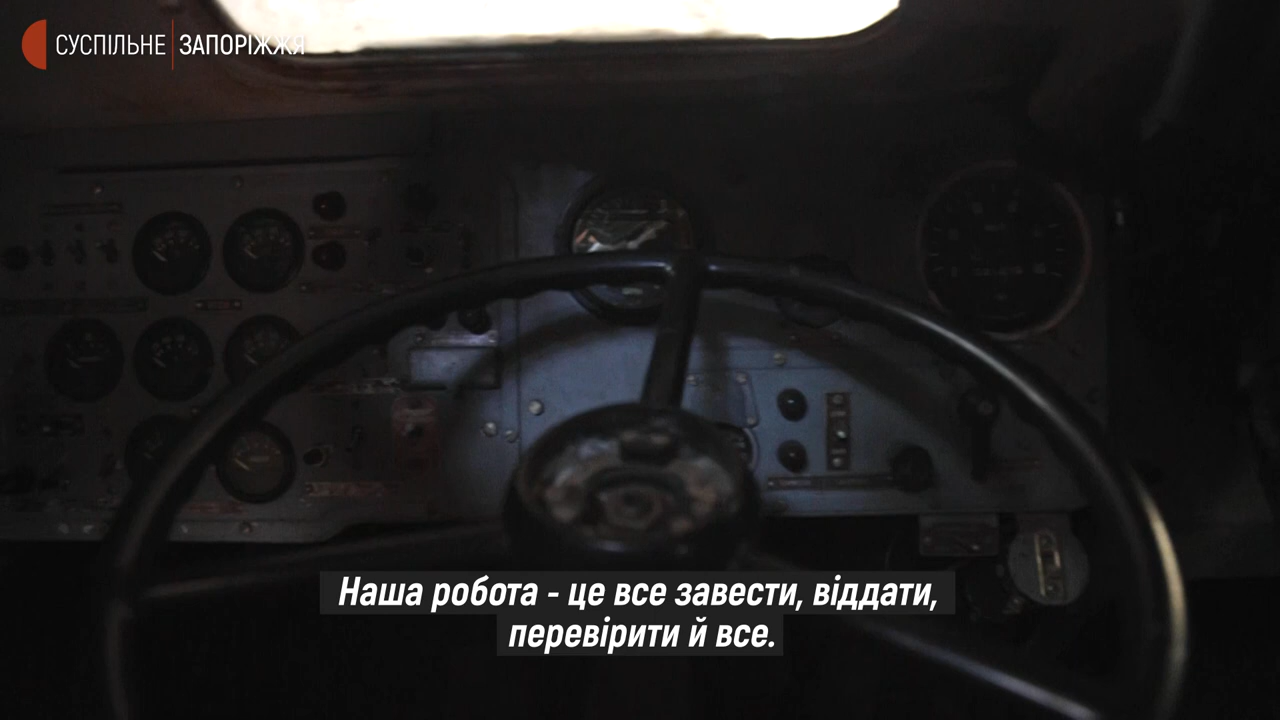 СУСПІЛЬНЕ ЗАПОРІЖЖЯ
Наша робота - це все завести, віддати,
перевірити й все.